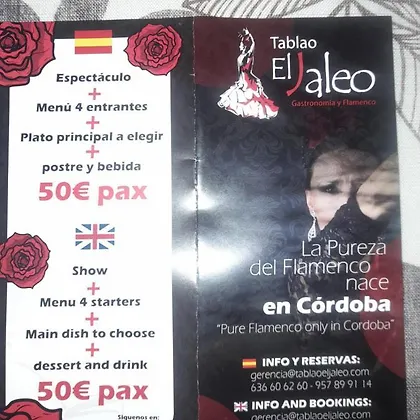 Espectáculo
+
Menú 4 entrantes
+
Plato principal a elegir
+
postre y bebida
50€ pax
Show
+
Menu 4 starters
+
Main dish to choose
+
dessert and drink
50€ pax
Síguenos en:
Tablao
El Jaleo
Gastronomía y Flamenco
La Pureza
del Flamenco
nace
en Córdoba
"Pure Flamenco only in Cordoba"
INFO Y RESERVAS:
gerencia@tablaoeljaleo.com
636 60 62 60 - 957 89 91 14
INFO AND BOOKINGS:
gerencia@tablaoeljaleo.com